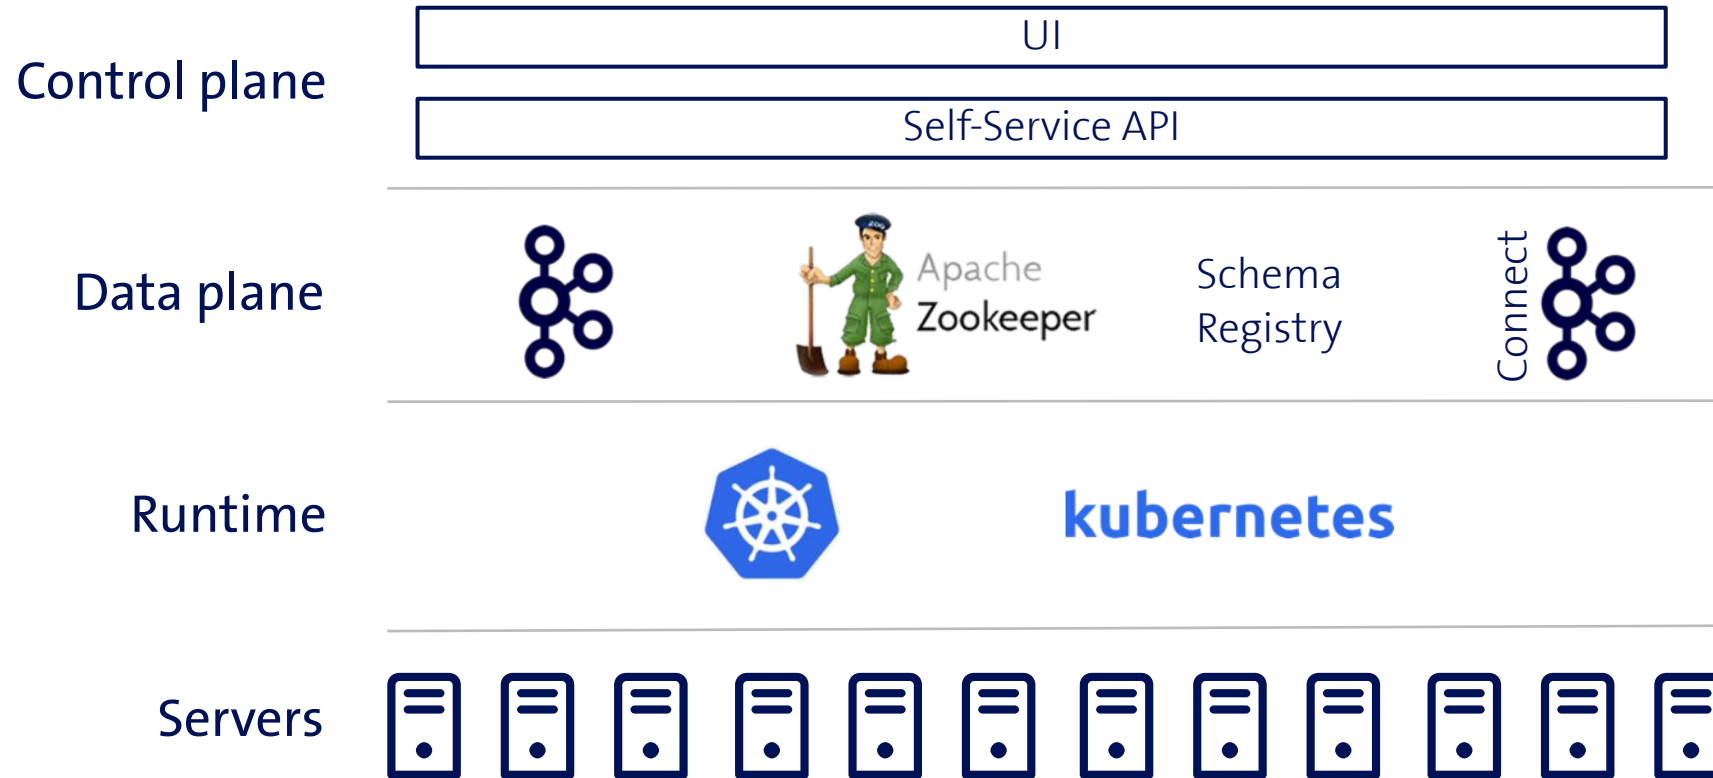 Control plane
UI
Self-Service API
Data plane
Apache
Zookeeper
Schema
Registry
Connect
Runtime
kubernetes
Servers